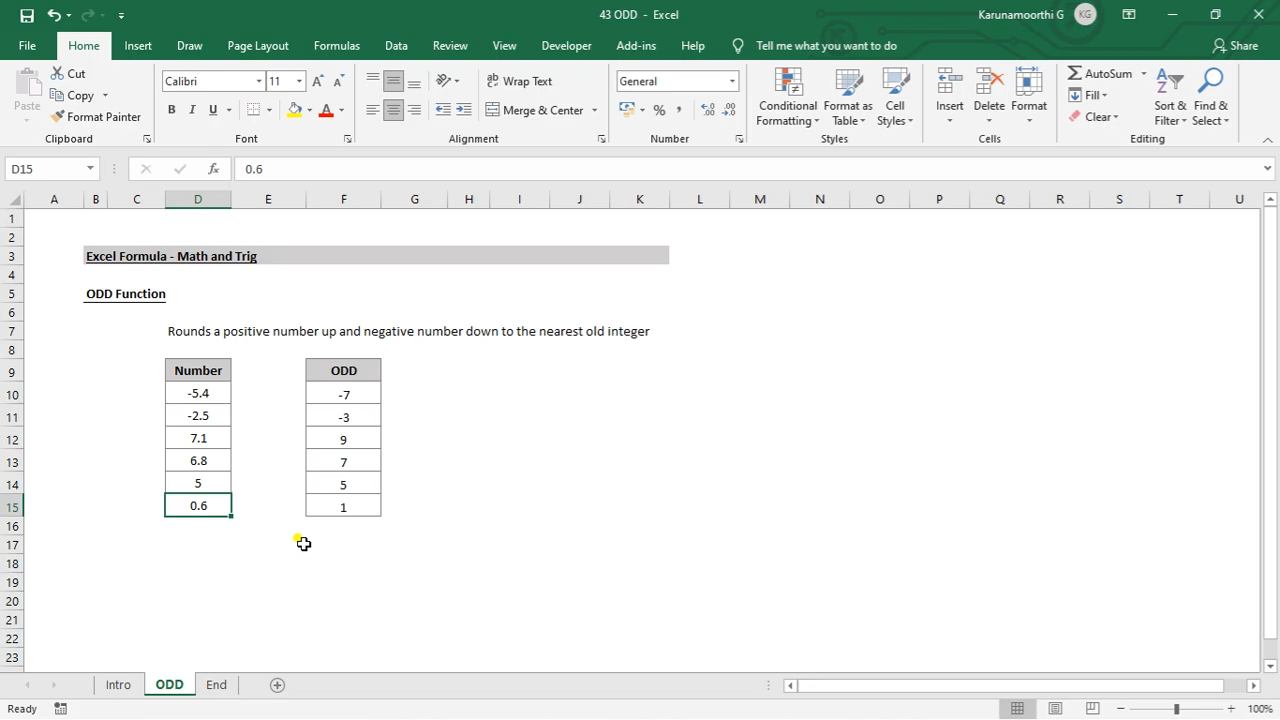 43 ODD - Excel
Karunamoorthi G
KG
File Home Insert Draw Page Layout Formulas Data Review View Developer Add-ins Help Tell me what you want to do Share
Paste
Cut
Copy
Format Painter
Clipboard
Calibri 11
B I U A
Font
Wrap Text
Merge & Center
Alignment
General
%
Number
Conditional Formatting
Format as Table
Cell Styles
Styles
Insert
Delete
Format
Cells
AutoSum
Fill
Clear
Sort & Filter
Find & Select
Editing
D15
fx
0.6
A B C D E F G H I J K L M N O P Q R S T U
1
2
3 Excel Formula - Math and Trig
4
5 ODD Function
6
7 Rounds a positive number up and negative number down to the nearest old integer
8
9 Number ODD
10 -5.4 -7
11 -2.5 -3
12 7.1 9
13 6.8 7
14 5 5
15 0.6 1
16
17
18
19
20
21
22
23
Intro ODD End
Ready
100%